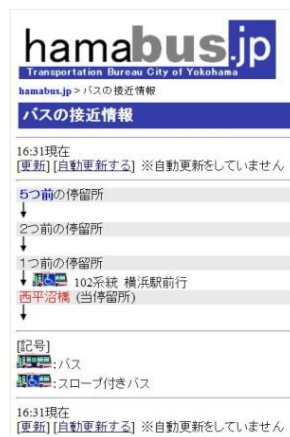 hamabus.jp
Transportation Bureau City of Yokohama
hamabus.jp > バスの接近情報
バスの接近情報
16:31現在
[更新] [自動更新する] ※自動更新をしていません
5つ前の停留所
↓
2つ前の停留所
↓
1つ前の停留所
↓ 102系統 横浜駅前行
西平沼橋 (当停留所)
↓
[記号]
:バス
:スロープ付きバス
16:31現在
[更新] [自動更新する] ※自動更新をしていません